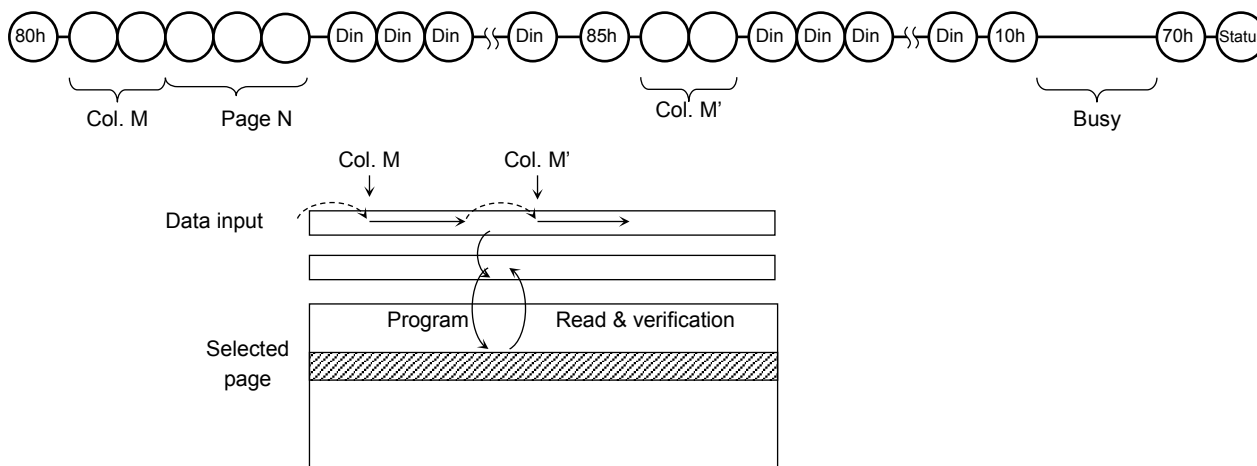 80h Din Din Din Din 85h Din Din Din Din 10h 70h Statu
Col. M Page N Col. M’ Busy
Col. M Col. M’
Data input
Program Read & verification
Selected
page